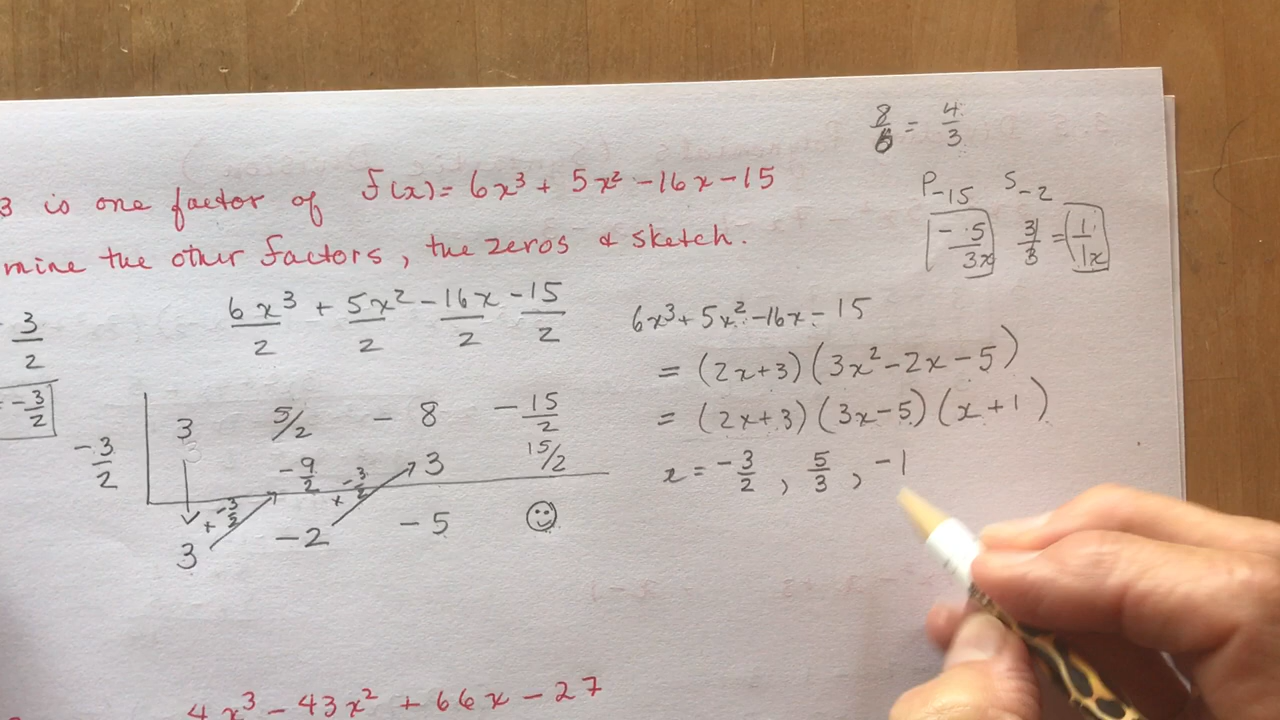 8/6 = 4/3
3 is one factor of f(x) = 6x³ + 5x² - 16x - 15
mine the other factors, the zeros & sketch.
P -15 S -2
-5/3x 3/3 = 1/1x
3/2
= -3/2
6x³/2 + 5x²/2 - 16x/2 - 15/2
-3/2 | 3 5/2 - 8 - 15/2
-9/2 3 15/2
× -3/2 × -3/2
3 -2 -5 ☺
6x³ + 5x² - 16x - 15
= (2x+3)(3x² - 2x - 5)
= (2x+3)(3x-5)(x+1)
x = -3/2 , 5/3 , -1
4x³ - 43x² + 66x - 27